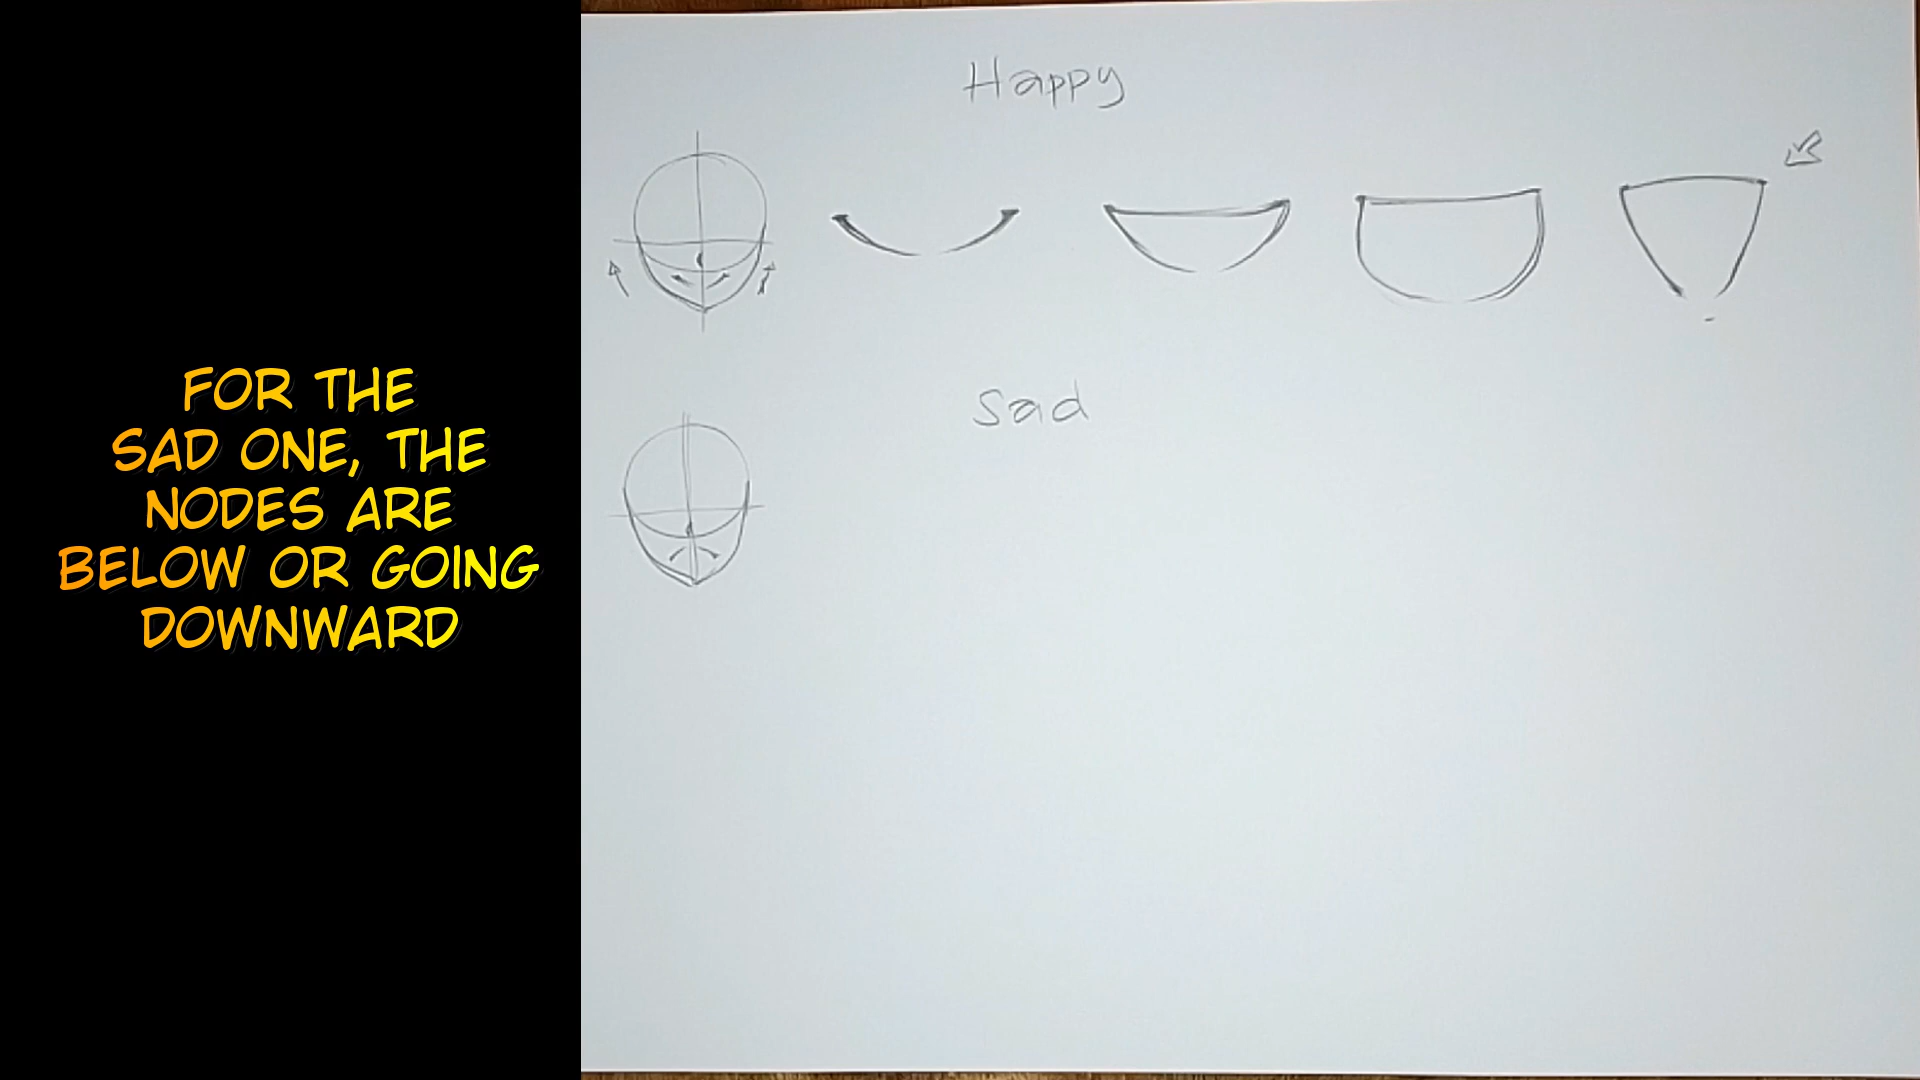 FOR THE
SAD ONE, THE
NODES ARE
BELOW OR GOING
DOWNWARD
Happy
Sad